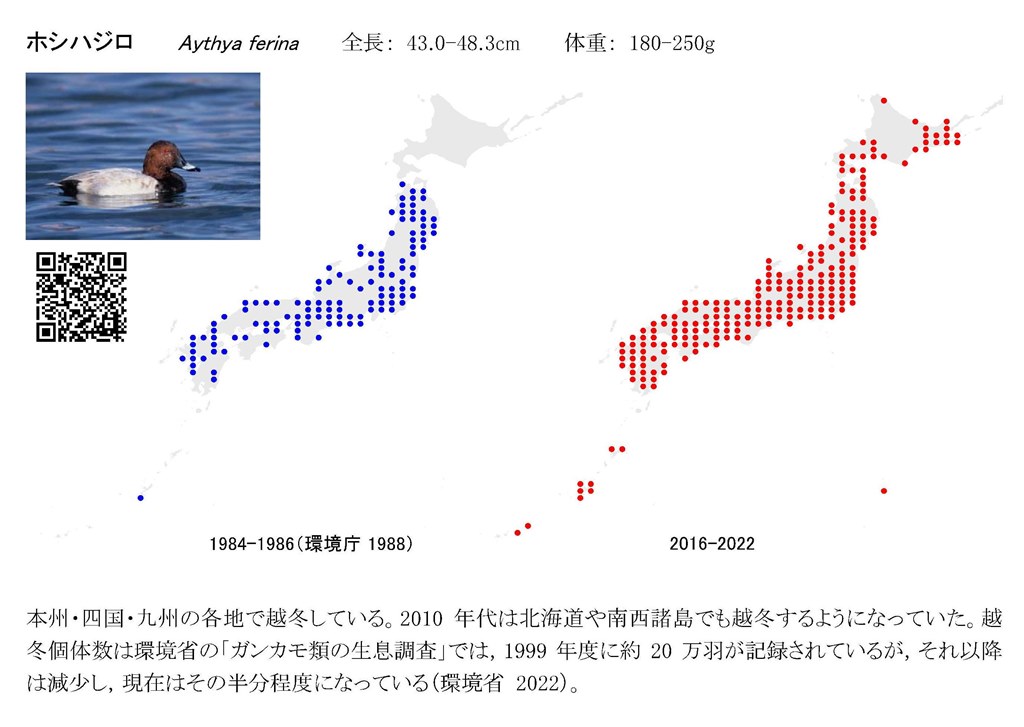 ホシハジロ Aythya ferina 全長： 43.0-48.3cm 体重： 180-250g
1984-1986（環境庁 1988）
2016-2022
本州・四国・九州の各地で越冬している。2010 年代は北海道や南西諸島でも越冬するようになっていた。越
冬個体数は環境省の「ガンカモ類の生息調査」では，1999 年度に約 20 万羽が記録されているが，それ以降
は減少し，現在はその半分程度になっている（環境省 2022）。